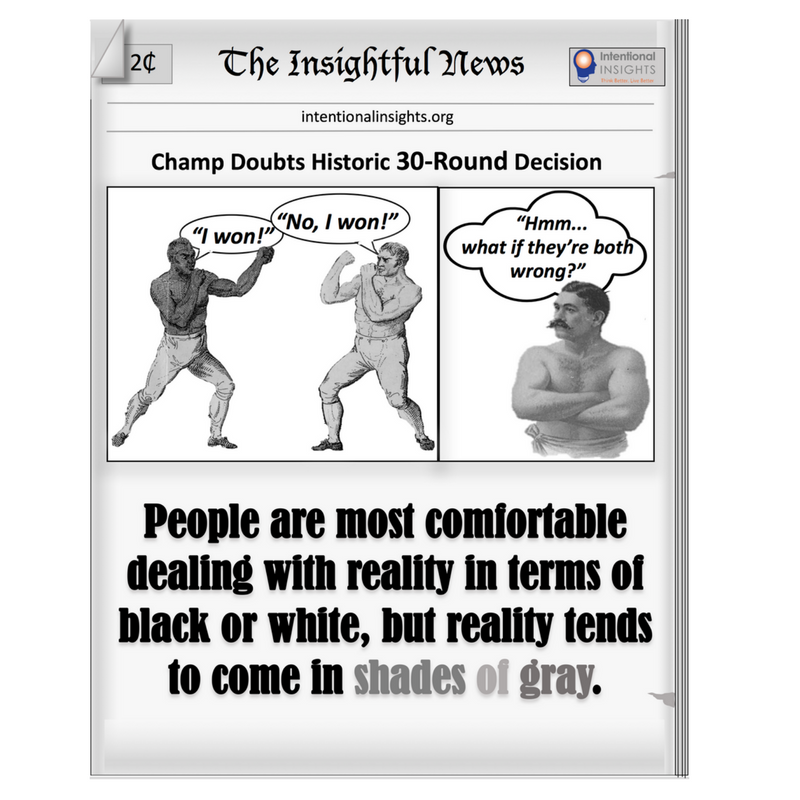 2¢
The Insightful News
Intentional
INSIGHTS
Think Better. Live Better.
intentionalinsights.org
Champ Doubts Historic 30-Round Decision
“I won!”
“No, I won!”
“Hmm...
what if they’re both
wrong?”
People are most comfortable
dealing with reality in terms of
black or white, but reality tends
to come in shades of gray.